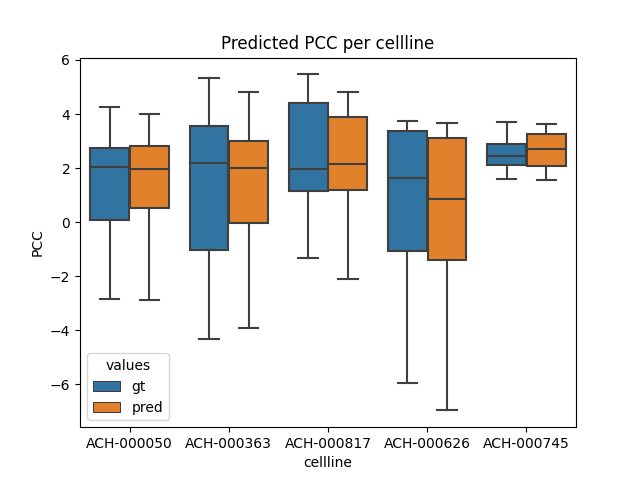 Predicted PCC per cellline
PCC
6
4
2
0
−2
−4
−6
values
gt
pred
ACH-000050 ACH-000363 ACH-000817 ACH-000626 ACH-000745
cellline